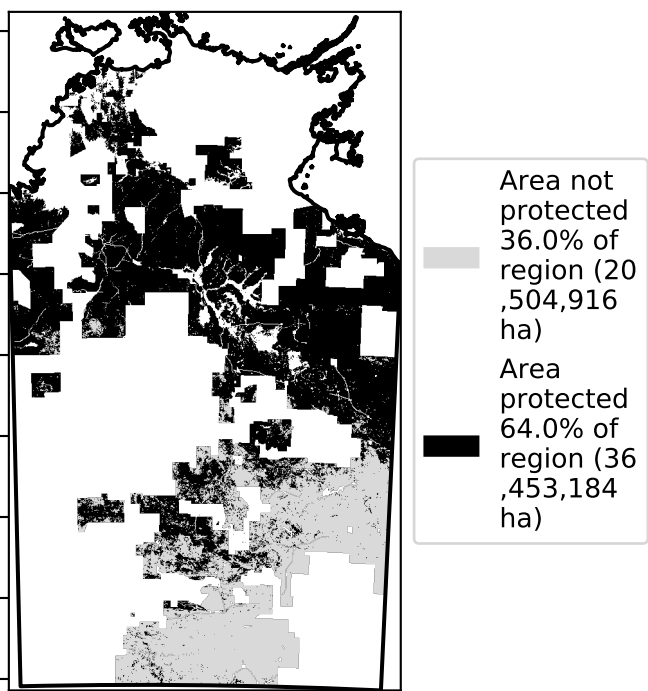 Area not
protected
36.0% of
region (20
,504,916
ha)
Area
protected
64.0% of
region (36
,453,184
ha)